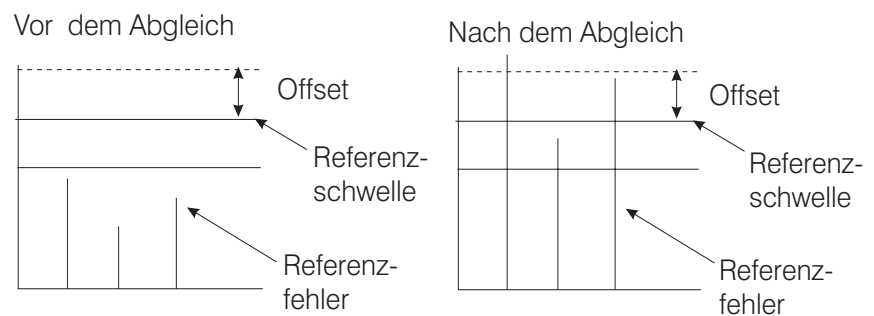 Vor dem Abgleich
Offset
Referenz-
schwelle
Referenz-
fehler
Nach dem Abgleich
Offset
Referenz-
schwelle
Referenz-
fehler